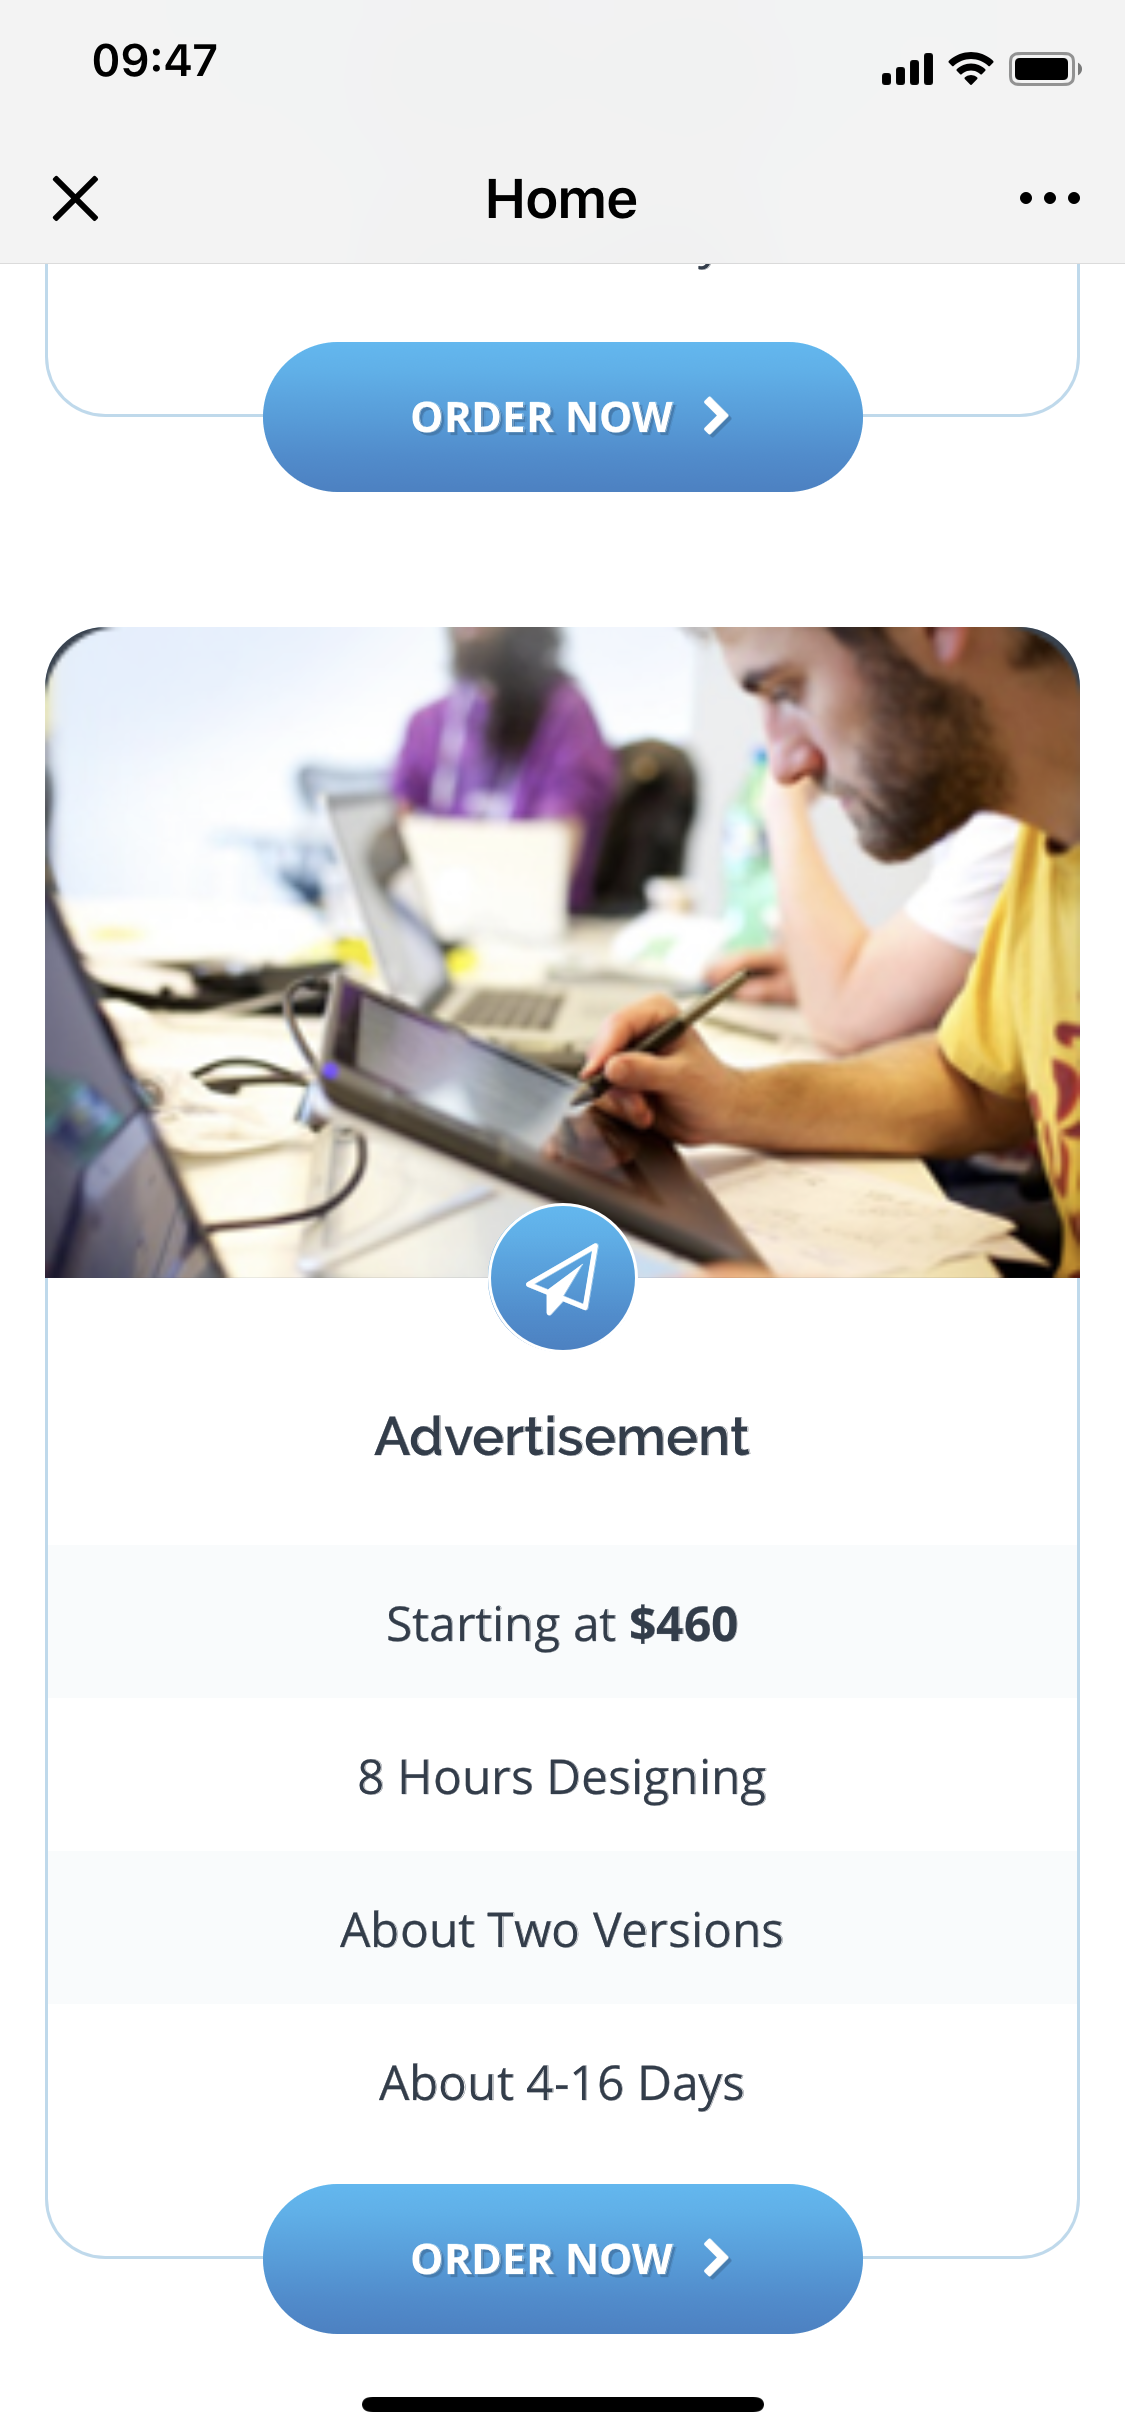 09:47
Home
ORDER NOW
Advertisement
Starting at $460
8 Hours Designing
About Two Versions
About 4-16 Days
ORDER NOW